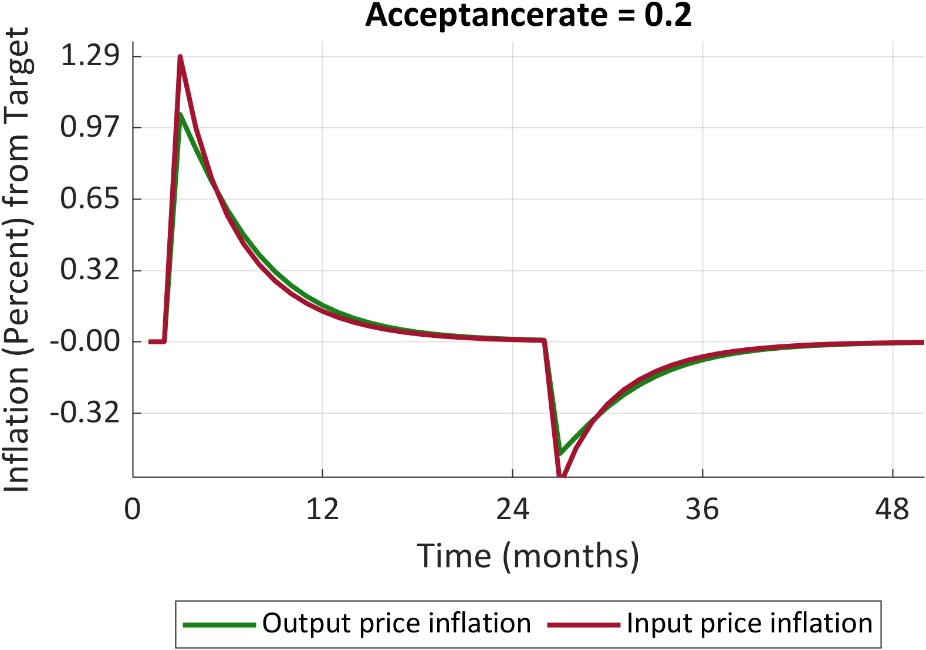 Acceptancerate = 0.2
Inflation (Percent) from Target
1.29
0.97
0.65
0.32
-0.00
-0.32
0
12
24
36
48
Time (months)
Output price inflation
Input price inflation